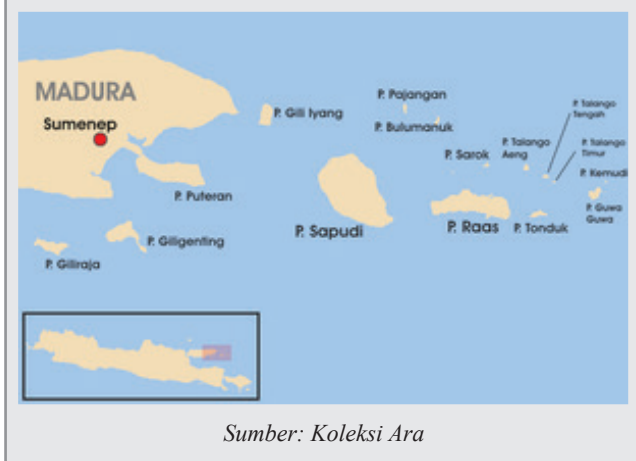 MADURA
Sumenep
P. Gili Iyang
P. Pajangan
P. Bulumanuk
P. Sarok
P. Talango
Aeng
P. Talango
Tengah
P. Talango
Timur
P. Kemudi
P. Guwa
Guwa
P. Puteran
P. Sapudi
P. Raas
P. Tonduk
P. Giligenting
P. Giliraja
Sumber: Koleksi Ara